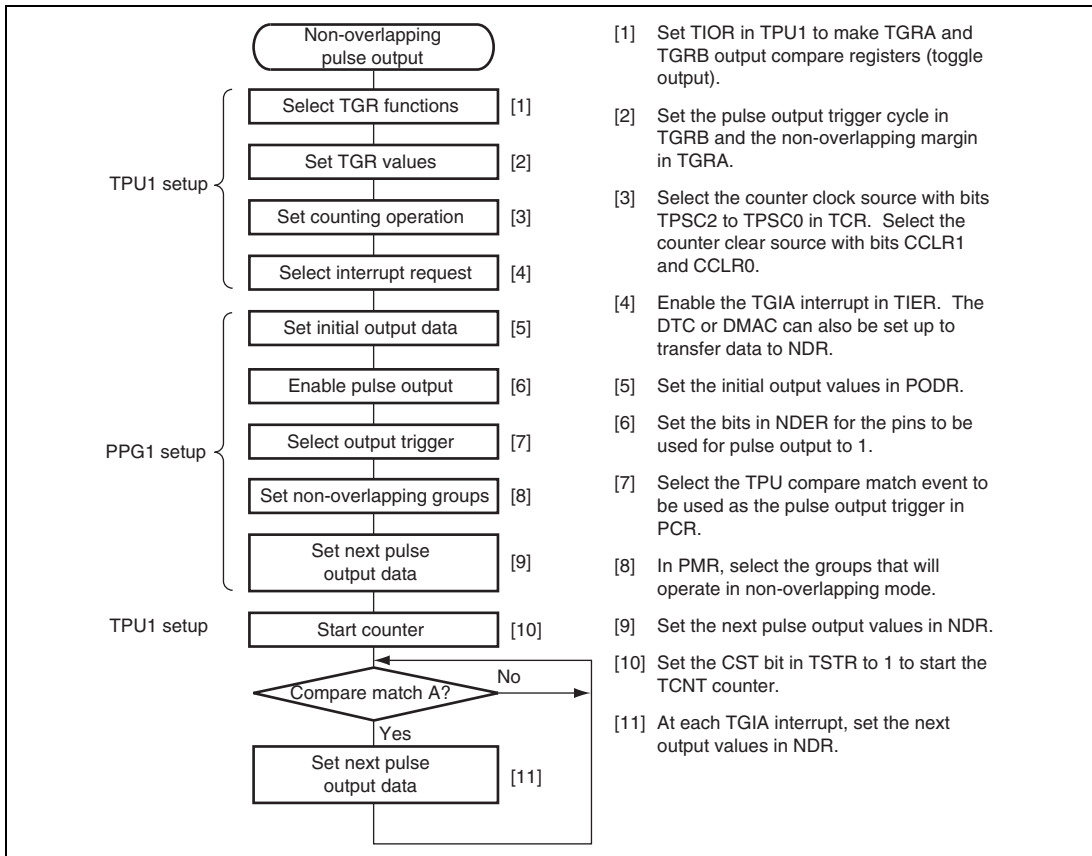 Non-overlapping
pulse output
Select TGR functions [1]
Set TGR values [2]
TPU1 setup
Set counting operation [3]
Select interrupt request [4]
Set initial output data [5]
Enable pulse output [6]
PPG1 setup
Select output trigger [7]
Set non-overlapping groups [8]
Set next pulse
output data
[9]
TPU1 setup
Start counter [10]
Compare match A?
No
Yes
Set next pulse
output data
[11]
[1] Set TIOR in TPU1 to make TGRA and
TGRB output compare registers (toggle
output).
[2] Set the pulse output trigger cycle in
TGRB and the non-overlapping margin
in TGRA.
[3] Select the counter clock source with bits
TPSC2 to TPSC0 in TCR. Select the
counter clear source with bits CCLR1
and CCLR0.
[4] Enable the TGIA interrupt in TIER. The
DTC or DMAC can also be set up to
transfer data to NDR.
[5] Set the initial output values in PODR.
[6] Set the bits in NDER for the pins to be
used for pulse output to 1.
[7] Select the TPU compare match event to
be used as the pulse output trigger in
PCR.
[8] In PMR, select the groups that will
operate in non-overlapping mode.
[9] Set the next pulse output values in NDR.
[10] Set the CST bit in TSTR to 1 to start the
TCNT counter.
[11] At each TGIA interrupt, set the next
output values in NDR.